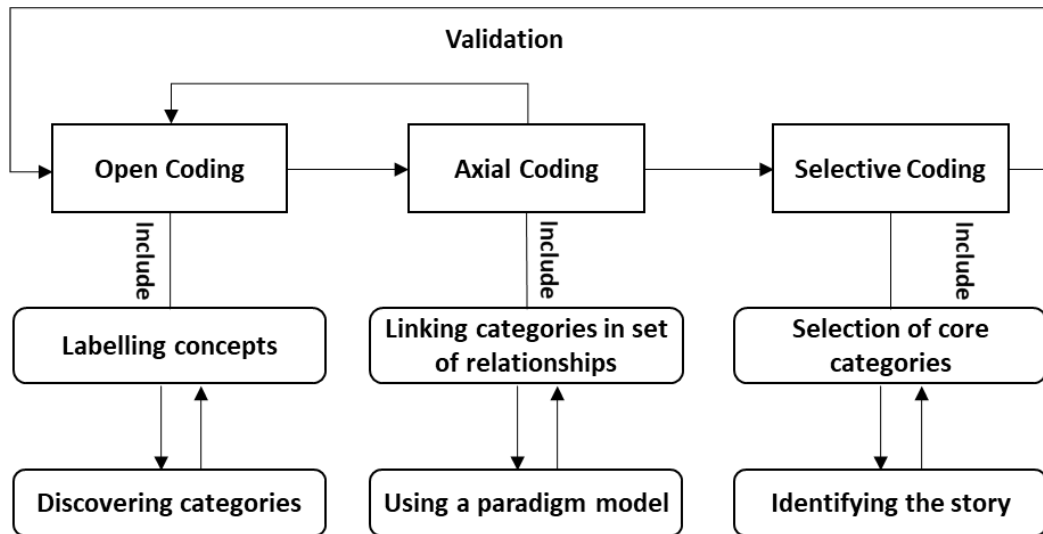 Validation
Open Coding
Axial Coding
Selective Coding
Include
Include
Include
Labelling concepts
Linking categories in set
of relationships
Selection of core
categories
Discovering categories
Using a paradigm model
Identifying the story